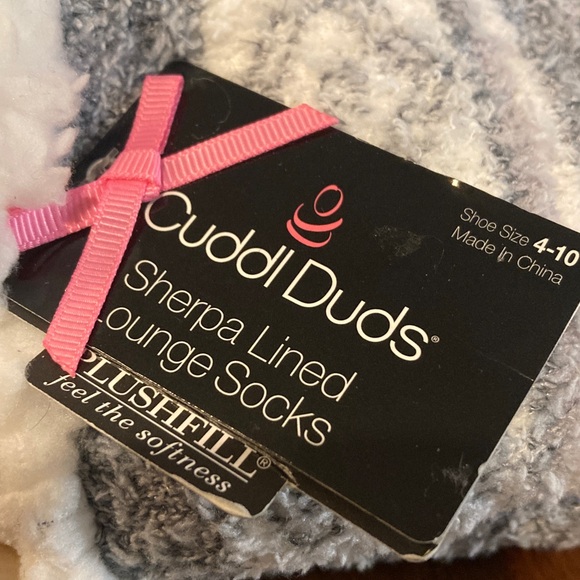 Shoe Size 4-10
Made In China
Cuddl Duds®
Sherpa Lined
Lounge Socks
PLUSHFILL®
feel the softness